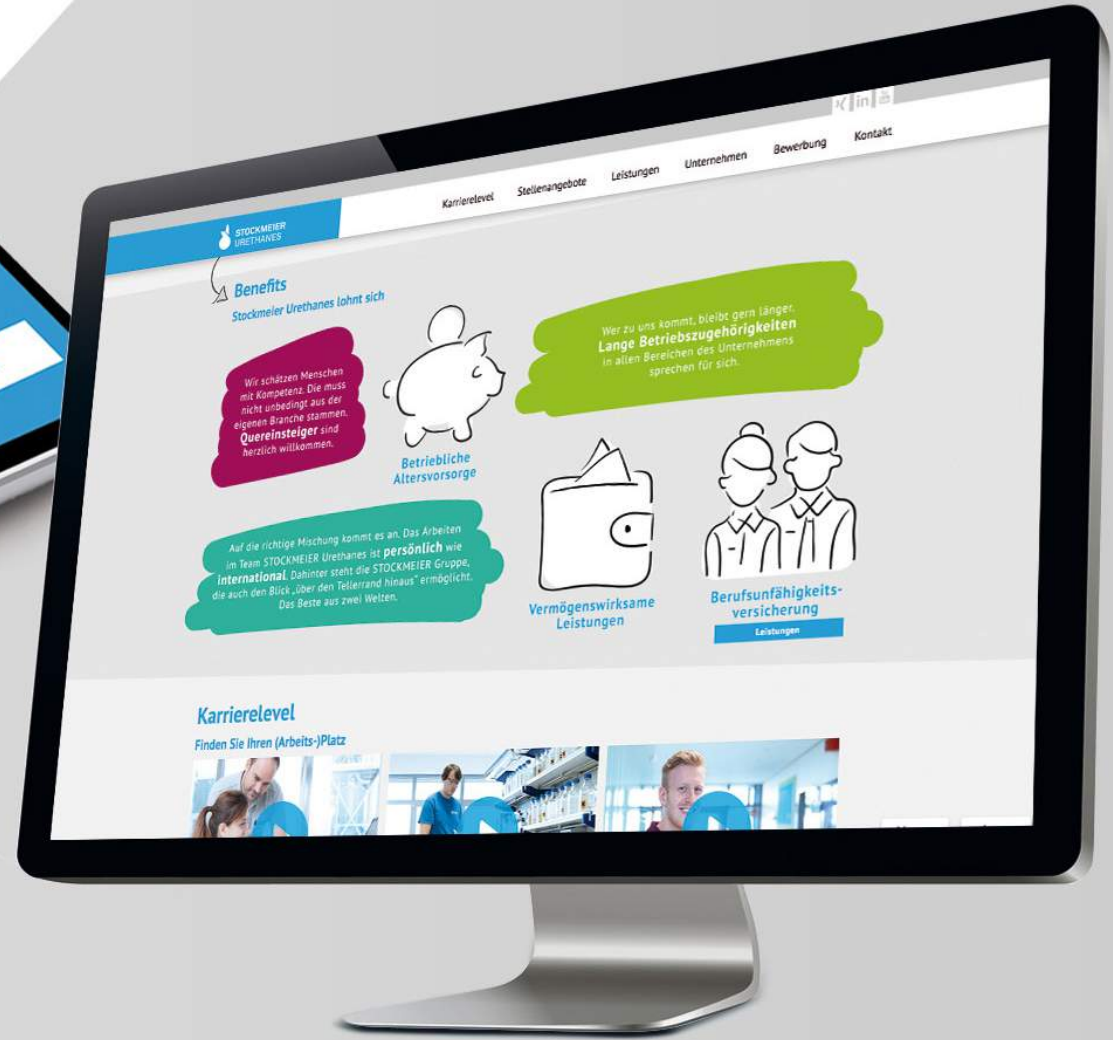 in
Karrierelevel
Stellenangebote
Leistungen
Unternehmen
Bewerbung
Kontakt
STOCKMEIER
URETHANES
Benefits
Stockmeier Urethanes lohnt sich
Wir schätzen Menschen
mit Kompetenz. Die muss
nicht unbedingt aus der
eigenen Branche stammen.
Quereinsteiger sind
herzlich willkommen.
Betriebliche
Altersvorsorge
Wer zu uns kommt, bleibt gern länger.
Lange Betriebszugehörigkeiten
in allen Bereichen des Unternehmens
sprechen für sich.
Auf die richtige Mischung kommt es an. Das Arbeiten
im Team STOCKMEIER Urethanes ist persönlich wie
international. Dahinter steht die STOCKMEIER Gruppe,
die auch den Blick „über den Tellerrand hinaus“ ermöglicht.
Das Beste aus zwei Welten.
Vermögenswirksame
Leistungen
Berufsunfähigkeits-
versicherung
Leistungen
Karrierelevel
Finden Sie Ihren (Arbeits-)Platz